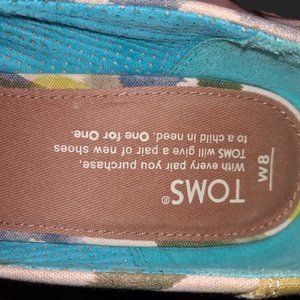 W8
TOMS®
With every pair you purchase,
TOMS will give a pair of new shoes
to a child in need. One for One.